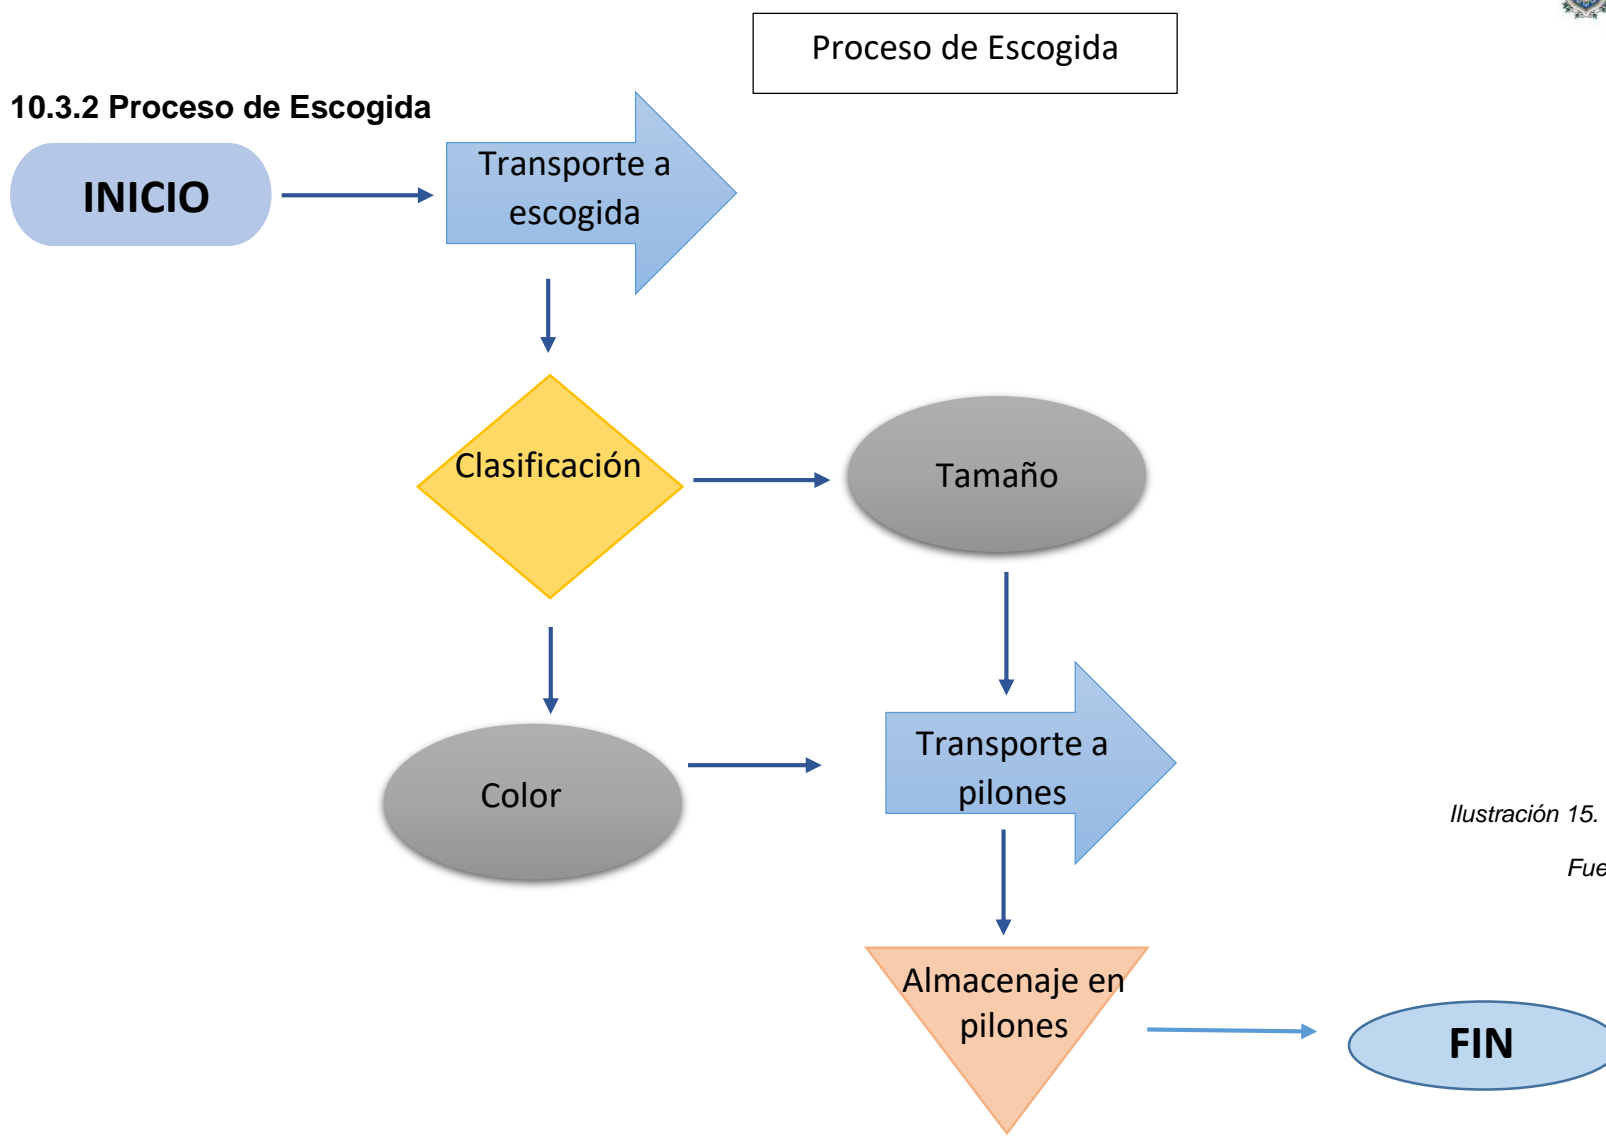 Proceso de Escogida
10.3.2 Proceso de Escogida
INICIO
Transporte a
escogida
Clasificación
Tamaño
Color
Transporte a
pilones
Ilustración 15.
Almacenaje en
pilones
FIN